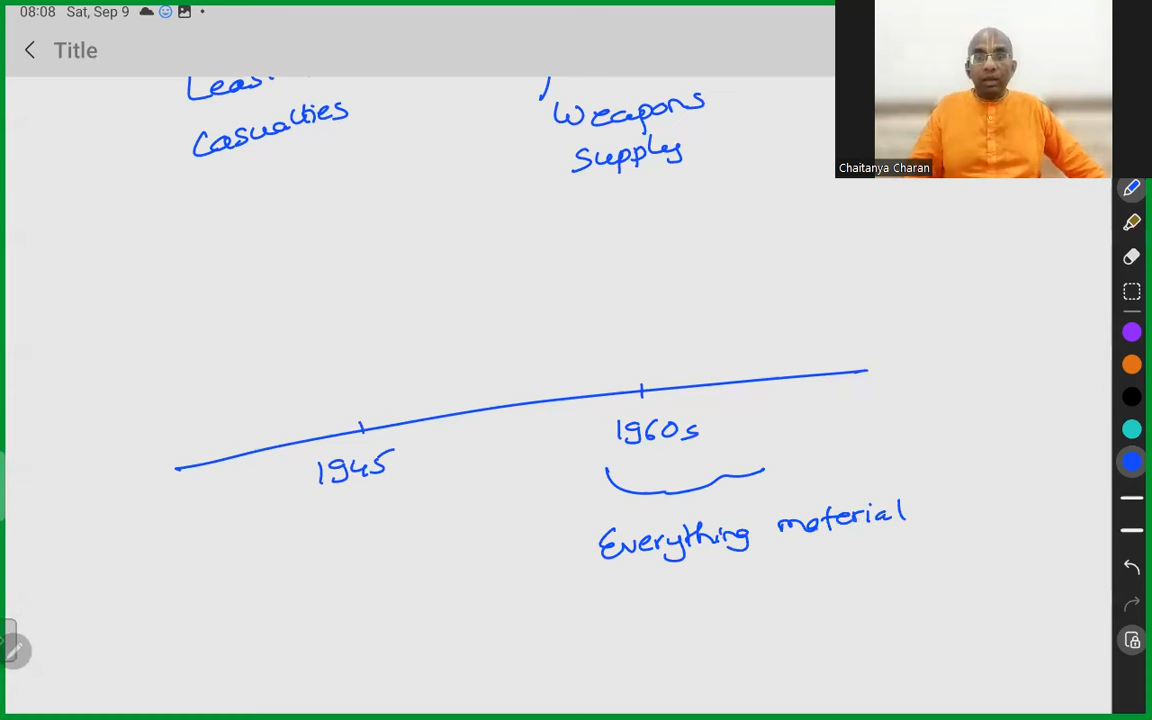 08:08 Sat, Sep 9
Title
Casualties
Weapons
Supply
Chaitanya Charan
1945
1960s
Everything material